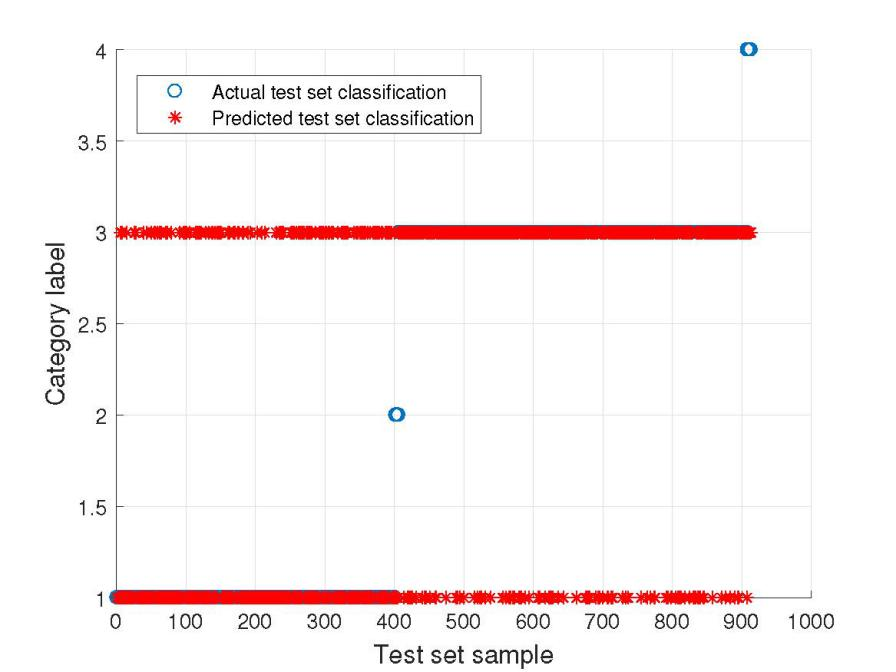 4
Actual test set classification
Predicted test set classification
3.5
3
Category label
2.5
2
1.5
1
0 100 200 300 400 500 600 700 800 900 1000
Test set sample